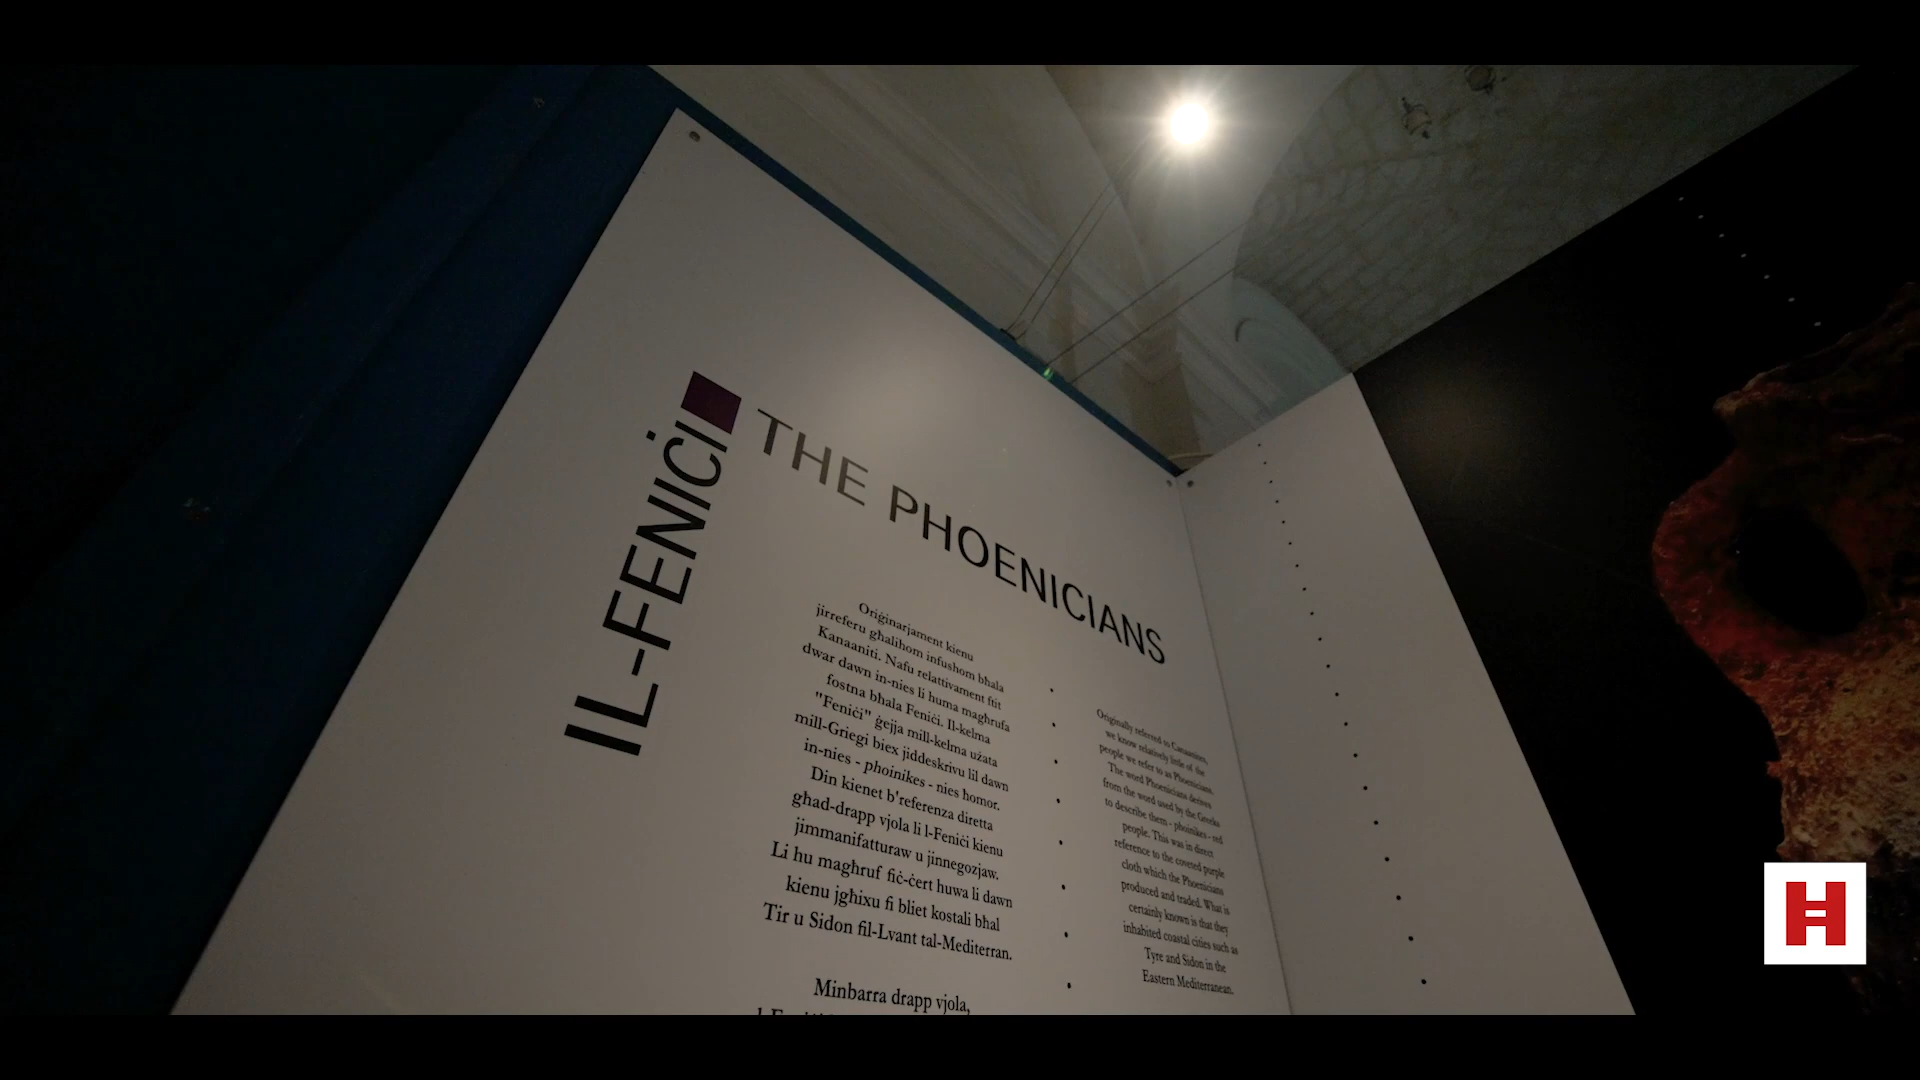 IL-FENIĊI
THE PHOENICIANS
Oriġinarjament kienu
jirreferu għalihom infushom bħala
Kanaaniti. Nafu relattivament ftit
dwar dawn in-nies li huma magħrufa
fostna bħala Feniċi. Il-kelma
"Feniċi" ġejja mill-kelma użata
mill-Griegi biex jiddeskrivu lil dawn
in-nies - phoinikes - nies ħomor.
Din kienet b'referenza diretta
għad-drapp vjola li l-Feniċi kienu
jimmanifatturaw u jinnegozjaw.
Li hu magħruf fiċ-ċert huwa li dawn
kienu jgħixu fi bliet kostali bħal
Tir u Sidon fil-Lvant tal-Mediterran.
Minbarra drapp vjola,
Originally referred to Canaanites,
we know relatively little of the
people we refer to as Phoenicians.
The word Phoenicians derives
from the word used by the Greeks
to describe them - phoinikes - red
people. This was in direct
reference to the coveted purple
cloth which the Phoenicians
produced and traded. What is
certainly known is that they
inhabited coastal cities such as
Tyre and Sidon in the
Eastern Mediterranean.
H